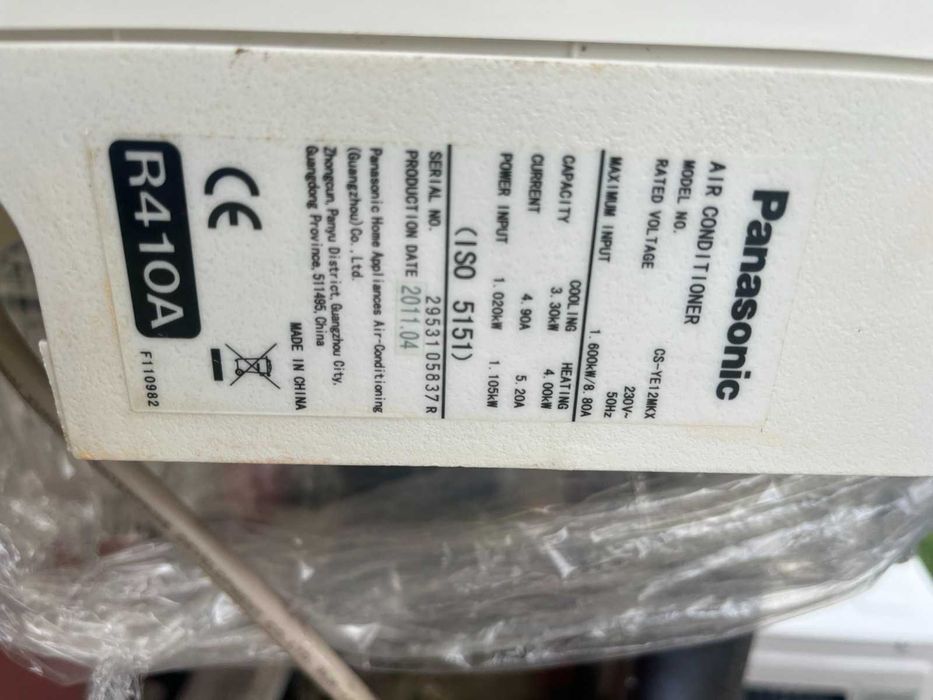 Panasonic
AIR CONDITIONER
MODEL NO. CS-YE12MKX
RATED VOLTAGE 230V~
50Hz
MAXIMUM INPUT 1.600kW/8.80A
COOLING HEATING
CAPACITY 3.30kW 4.00kW
CURRENT 4.90A 5.20A
POWER INPUT 1.020kW 1.105kW
(ISO 5151)
SERIAL NO. 2953105837R
PRODUCTION DATE 2011.04
Panasonic Home Appliances Air-Conditioning
(Guangzhou) Co., Ltd.
Zhongcun, Panyu District, Guangzhou City,
Guangdong Province, 511495, China
MADE IN CHINA
CE
R410A
F110982